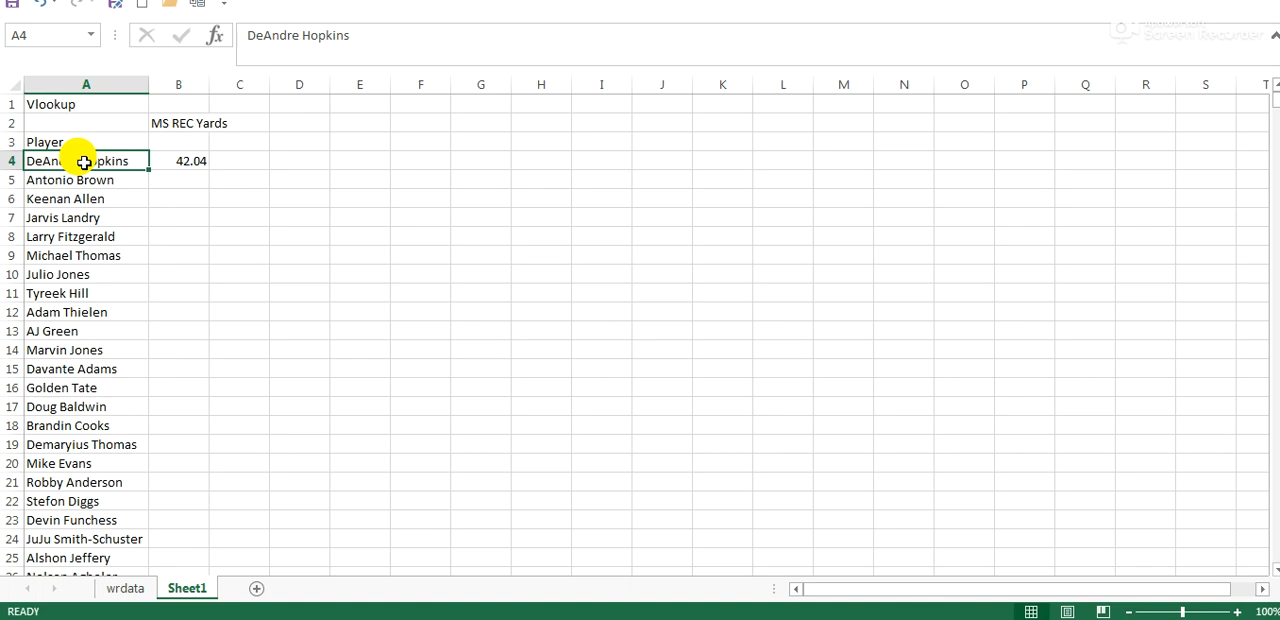 A4 fx DeAndre Hopkins
Screen Recorder
A B C D E F G H I J K L M N O P Q R S T
1 Vlookup
2 MS REC Yards
3 Player
4 DeAndre Hopkins 42.04
5 Antonio Brown
6 Keenan Allen
7 Jarvis Landry
8 Larry Fitzgerald
9 Michael Thomas
10 Julio Jones
11 Tyreek Hill
12 Adam Thielen
13 AJ Green
14 Marvin Jones
15 Davante Adams
16 Golden Tate
17 Doug Baldwin
18 Brandin Cooks
19 Demaryius Thomas
20 Mike Evans
21 Robby Anderson
22 Stefon Diggs
23 Devin Funchess
24 JuJu Smith-Schuster
25 Alshon Jeffery
wrdata Sheet1
READY 100%